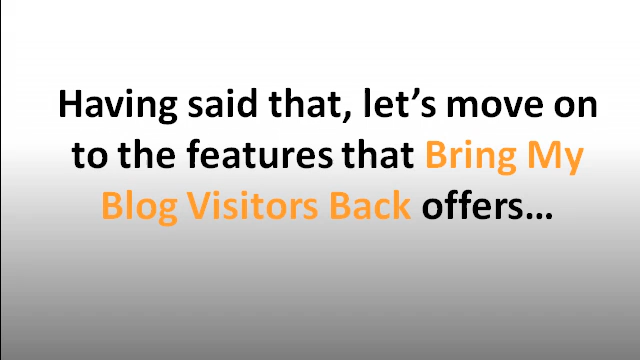 Having said that, let's move on
to the features that Bring My
Blog Visitors Back offers...